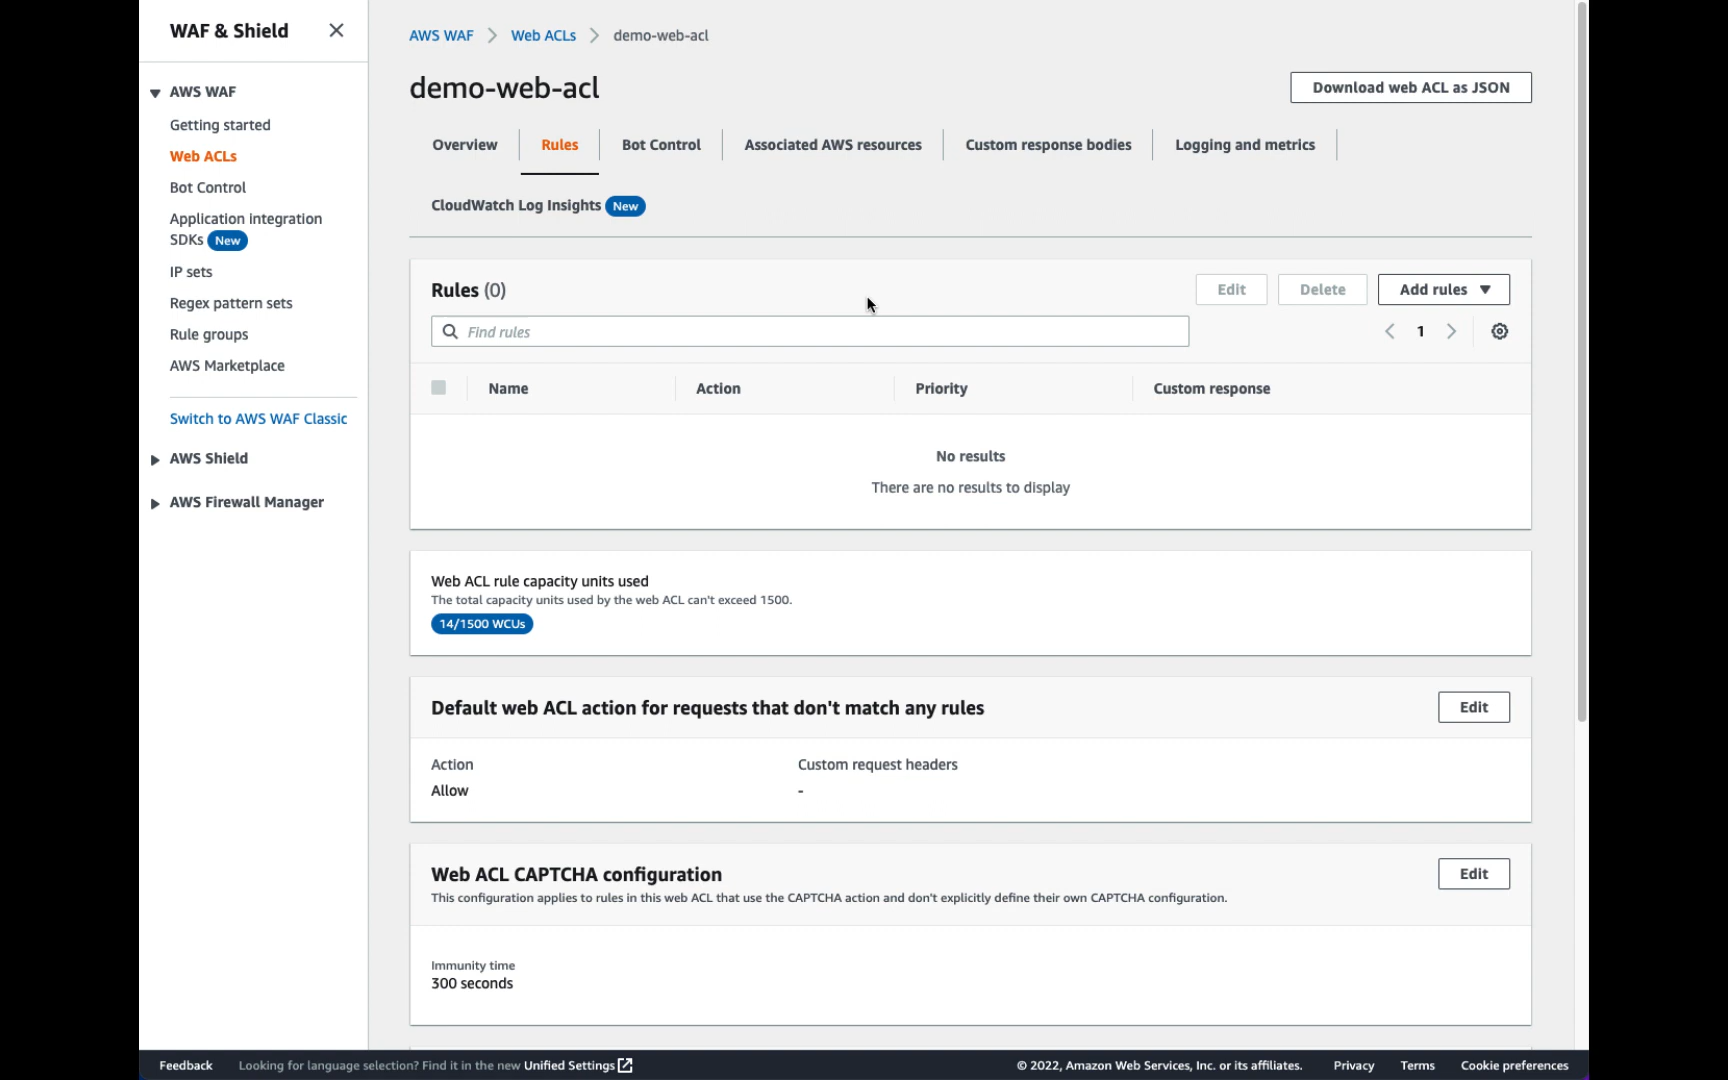 WAF & Shield
AWS WAF
Getting started
Web ACLs
Bot Control
Application integration
SDKs New
IP sets
Regex pattern sets
Rule groups
AWS Marketplace
Switch to AWS WAF Classic
AWS Shield
AWS Firewall Manager
AWS WAF > Web ACLs > demo-web-acl
demo-web-acl
Download web ACL as JSON
Overview
Rules
Bot Control
Associated AWS resources
Custom response bodies
Logging and metrics
CloudWatch Log Insights New
Rules (0)
Edit
Delete
Add rules
Find rules
1
Name
Action
Priority
Custom response
No results
There are no results to display
Web ACL rule capacity units used
The total capacity units used by the web ACL can't exceed 1500.
14/1500 WCUs
Default web ACL action for requests that don't match any rules
Edit
Action
Allow
Custom request headers
-
Web ACL CAPTCHA configuration
Edit
This configuration applies to rules in this web ACL that use the CAPTCHA action and don't explicitly define their own CAPTCHA configuration.
Immunity time
300 seconds
Feedback
Looking for language selection? Find it in the new Unified Settings
© 2022, Amazon Web Services, Inc. or its affiliates.
Privacy
Terms
Cookie preferences